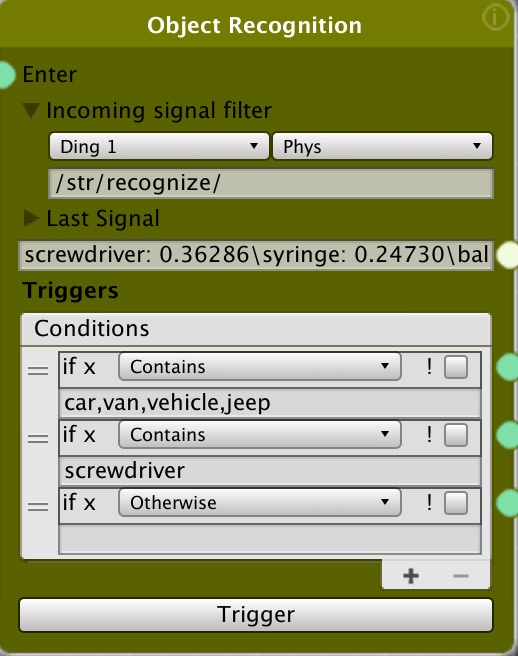 Object Recognition
Enter
Incoming signal filter
Ding 1 Phys
/str/recognize/
Last Signal
screwdriver: 0.36286\syringe: 0.24730\bal
Triggers
Conditions
if x Contains !
car,van,vehicle,jeep
if x Contains !
screwdriver
if x Otherwise !
Trigger